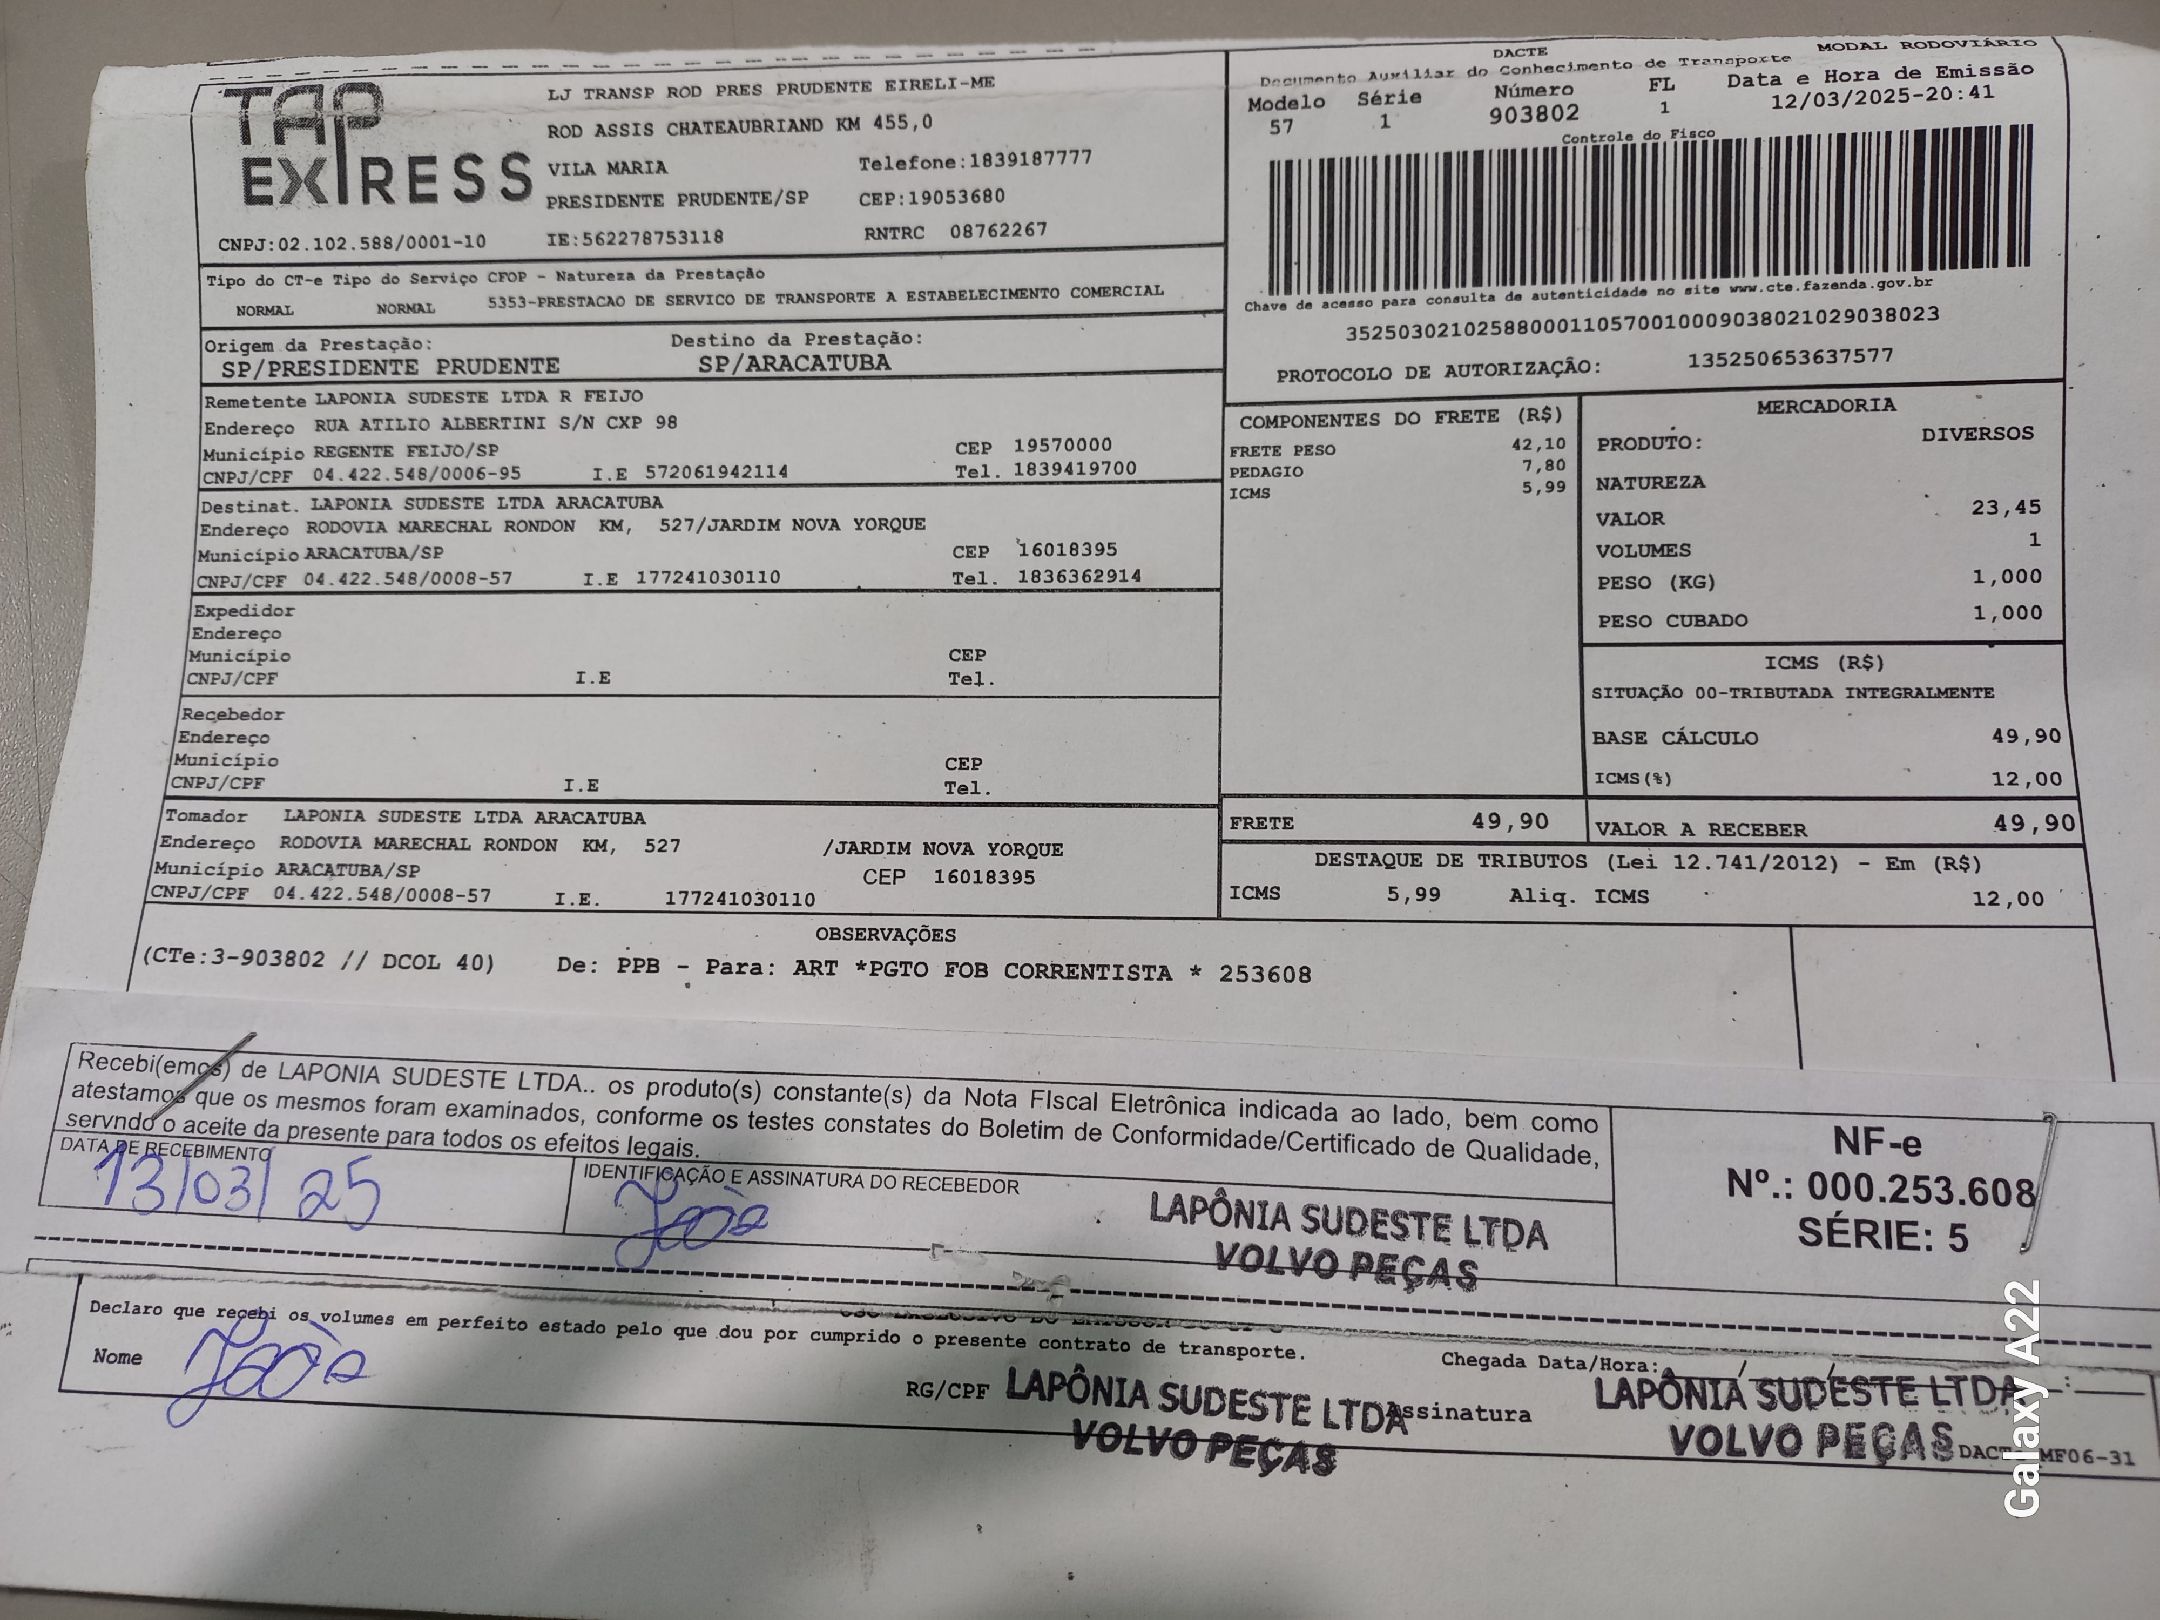 DACTE
MODAL RODOVIÁRIO
Documento Auxiliar do Conhecimento de Transporte
TAP EXPRESS
LJ TRANSP ROD PRES PRUDENTE EIRELI-ME
ROD ASSIS CHATEAUBRIAND KM 455,0
VILA MARIA Telefone:1839187777
PRESIDENTE PRUDENTE/SP CEP:19053680
CNPJ:02.102.588/0001-10 IE:562278753118 RNTRC 08762267
Modelo Série Número FL Data e Hora de Emissão
57 1 903802 1 12/03/2025-20:41
Controle do Fisco
Chave de acesso para consulta de autenticidade no site www.cte.fazenda.gov.br
35250302102588000110570010009038021029038023
PROTOCOLO DE AUTORIZAÇÃO: 135250653637577
Tipo do CT-e Tipo do Serviço CFOP - Natureza da Prestação
NORMAL NORMAL 5353-PRESTACAO DE SERVICO DE TRANSPORTE A ESTABELECIMENTO COMERCIAL
Origem da Prestação: Destino da Prestação:
SP/PRESIDENTE PRUDENTE SP/ARACATUBA
Remetente LAPONIA SUDESTE LTDA R FEIJO
Endereço RUA ATILIO ALBERTINI S/N CXP 98
Município REGENTE FEIJO/SP CEP 19570000
CNPJ/CPF 04.422.548/0006-95 I.E 572061942114 Tel. 1839419700
Destinat. LAPONIA SUDESTE LTDA ARACATUBA
Endereço RODOVIA MARECHAL RONDON KM, 527/JARDIM NOVA YORQUE
Município ARACATUBA/SP CEP 16018395
CNPJ/CPF 04.422.548/0008-57 I.E 177241030110 Tel. 1836362914
Expedidor
Endereço
Município CEP
CNPJ/CPF I.E Tel.
Recebedor
Endereço
Município CEP
CNPJ/CPF I.E Tel.
Tomador LAPONIA SUDESTE LTDA ARACATUBA
Endereço RODOVIA MARECHAL RONDON KM, 527 /JARDIM NOVA YORQUE
Município ARACATUBA/SP CEP 16018395
CNPJ/CPF 04.422.548/0008-57 I.E. 177241030110
COMPONENTES DO FRETE (R$)
FRETE PESO 42,10
PEDAGIO 7,80
ICMS 5,99
MERCADORIA
PRODUTO: DIVERSOS
NATUREZA
VALOR 23,45
VOLUMES 1
PESO (KG) 1,000
PESO CUBADO 1,000
ICMS (R$)
SITUAÇÃO 00-TRIBUTADA INTEGRALMENTE
BASE CÁLCULO 49,90
ICMS(%) 12,00
FRETE 49,90 VALOR A RECEBER 49,90
DESTAQUE DE TRIBUTOS (Lei 12.741/2012) - Em (R$)
ICMS 5,99 Aliq. ICMS 12,00
OBSERVAÇÕES
(CTe:3-903802 // DCOL 40) De: PPB - Para: ART *PGTO FOB CORRENTISTA * 253608
Recebi(emos) de LAPONIA SUDESTE LTDA.. os produto(s) constante(s) da Nota FIscal Eletrônica indicada ao lado, bem como
atestamos que os mesmos foram examinados, conforme os testes constates do Boletim de Conformidade/Certificado de Qualidade,
servndo o aceite da presente para todos os efeitos legais.
DATA DE RECEBIMENTO
13/03/25
IDENTIFICAÇÃO E ASSINATURA DO RECEBEDOR
João
LAPÔNIA SUDESTE LTDA
VOLVO PEÇAS
NF-e
Nº.: 000.253.608
SÉRIE: 5
Declaro que recebi os volumes em perfeito estado pelo que dou por cumprido o presente contrato de transporte.
Nome João
RG/CPF LAPÔNIA SUDESTE LTDA
VOLVO PEÇAS
Assinatura
Chegada Data/Hora: / / :
LAPÔNIA SUDESTE LTDA
VOLVO PEÇAS
MF06-31
Galaxy A22